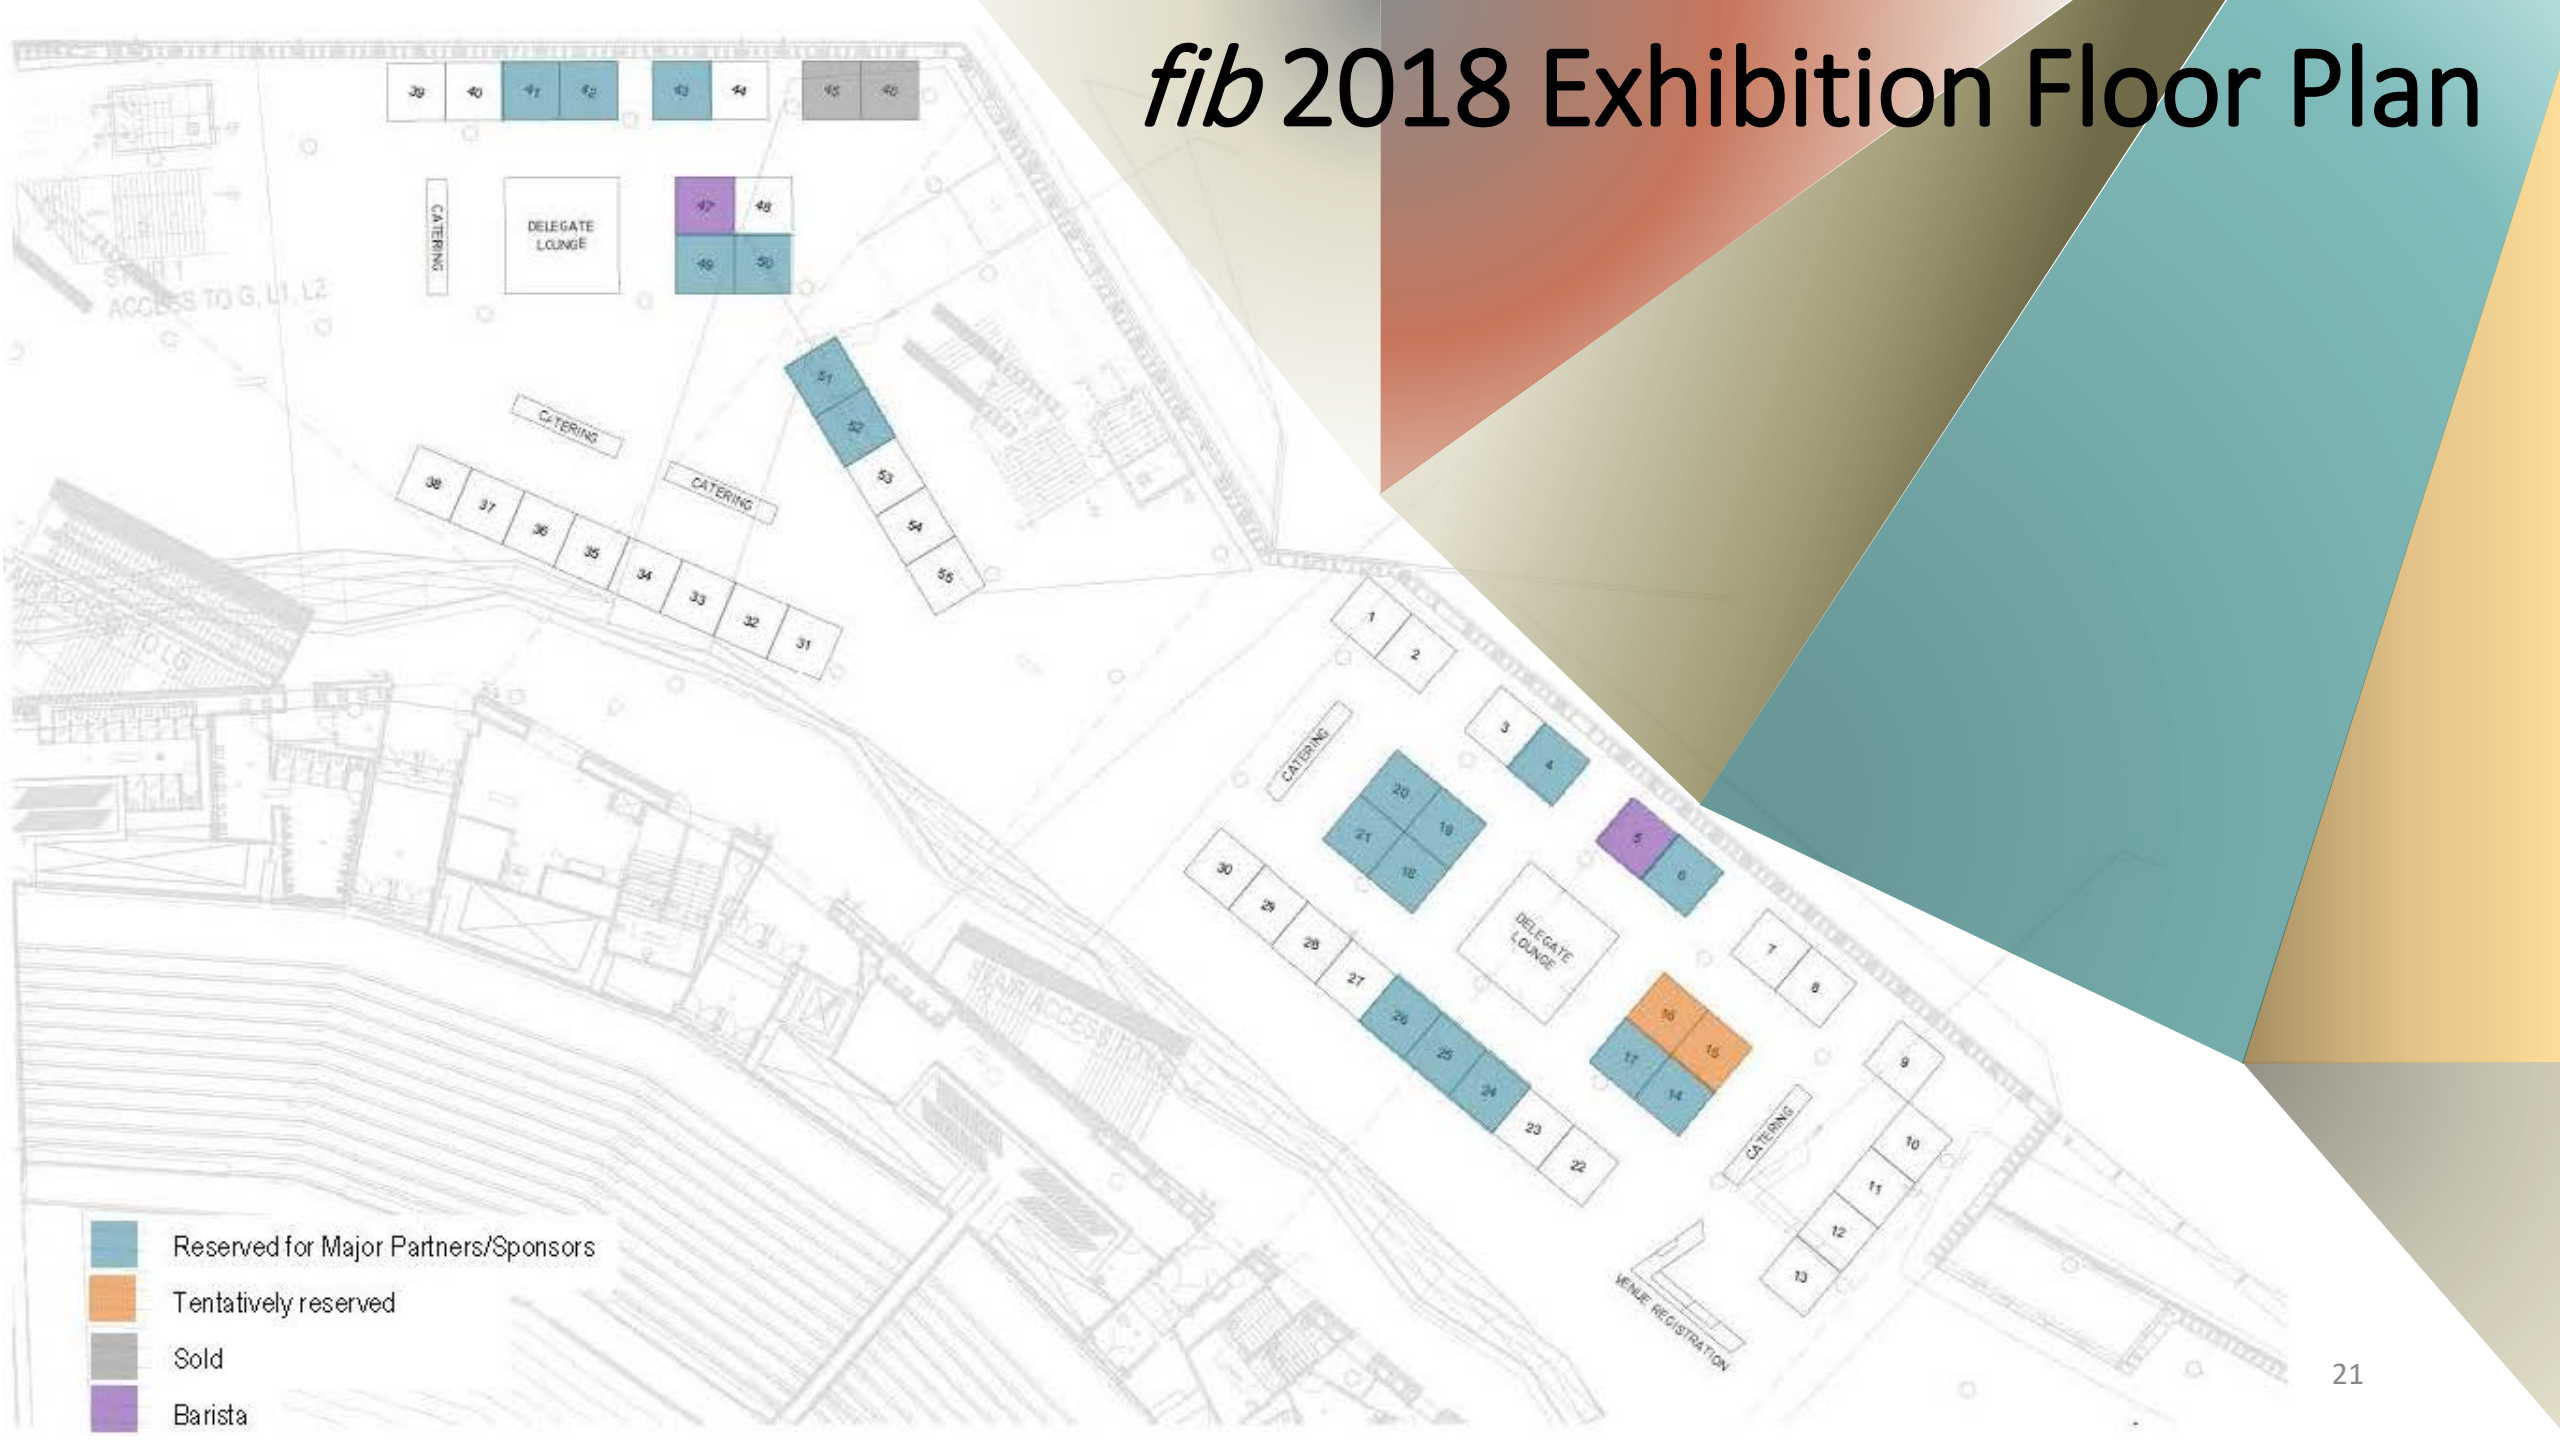 fib 2018 Exhibition Floor Plan
39 40 41 42 43 44 45 46
CATERING
DELEGATE
LOUNGE
47 48
49 50
ACCESS TO G, L1, L2
51
52
53
54
55
CATERING
CATERING
38 37 36 35 34 33 32 31
1 2
3 4
5 6
7 8
9
10
11
12
13
CATERING
20 19
21 18
DELEGATE
LOUNGE
16 15
17 14
CATERING
30 29 28 27 26 25 24 23 22
VENUE REGISTRATION
Reserved for Major Partners/Sponsors
Tentatively reserved
Sold
Barista
21